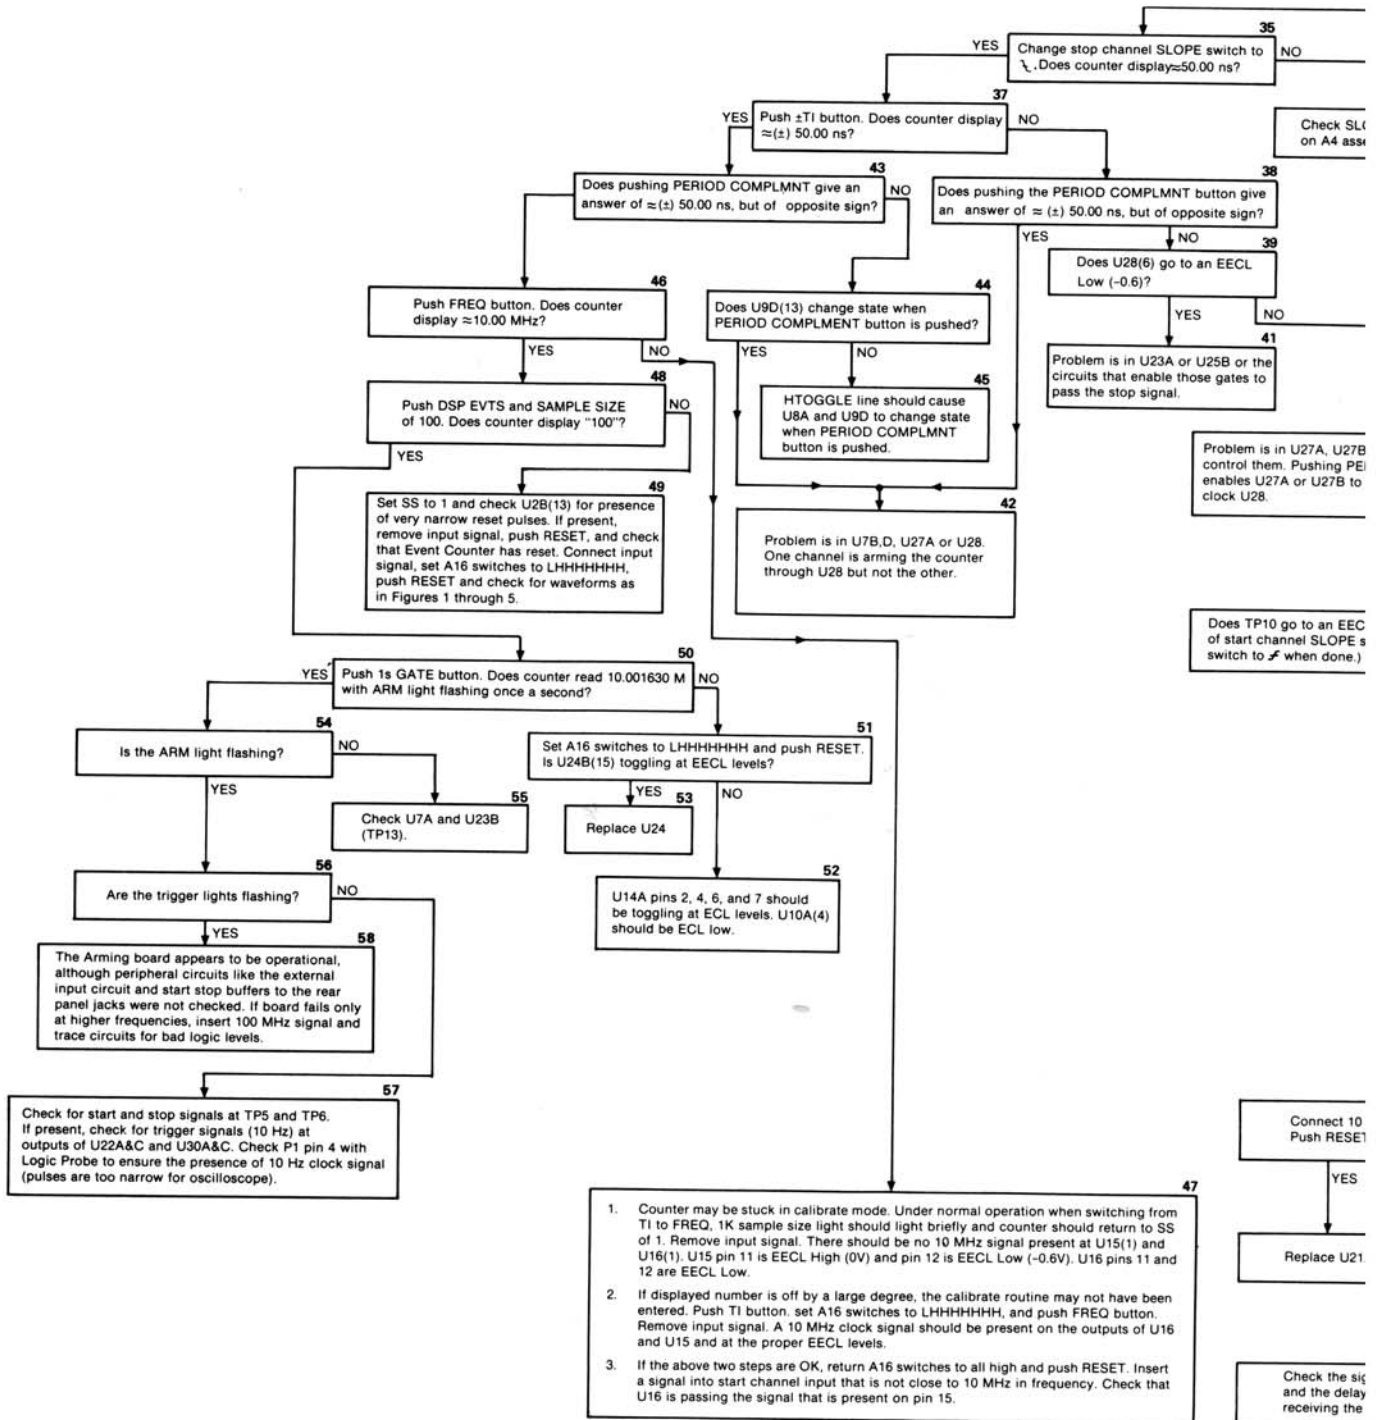 35
YES
Change stop channel SLOPE switch to
. Does counter display≈50.00 ns?
NO
37
YES
Push ±TI button. Does counter display
≈(±) 50.00 ns?
NO
Check
on A4
43
Does pushing PERIOD COMPLMNT give an
answer of ≈(±) 50.00 ns, but of opposite sign?
NO
38
Does pushing the PERIOD COMPLMNT button give
an answer of ≈ (±) 50.00 ns, but of opposite sign?
YES
NO
39
Does U28(6) go to an EECL
Low (-0.6)?
YES
NO
46
Push FREQ button. Does counter
display ≈10.00 MHz?
YES
NO
44
Does U9D(13) change state when
PERIOD COMPLMENT button is pushed?
YES
NO
41
Problem is in U23A or U25B or the
circuits that enable those gates to
pass the stop signal.
48
Push DSP EVTS and SAMPLE SIZE
of 100. Does counter display "100"?
NO
YES
45
HTOGGLE line should cause
U8A and U9D to change state
when PERIOD COMPLMNT
button is pushed.
Problem is in U27A, U27B
control them. Pushing
enables U27A or U27B to
clock U28.
49
Set SS to 1 and check U2B(13) for presence
of very narrow reset pulses. If present,
remove input signal, push RESET, and check
that Event Counter has reset. Connect input
signal, set A16 switches to LHHHHHHH,
push RESET and check for waveforms as
in Figures 1 through 5.
42
Problem is in U7B,D, U27A or U28.
One channel is arming the counter
through U28 but not the other.
Does TP10 go to an
of start channel SLOPE
switch to ƒ when done.)
50
YES
Push 1s GATE button. Does counter read 10.001630 M
with ARM light flashing once a second?
NO
54
Is the ARM light flashing?
NO
YES
51
Set A16 switches to LHHHHHHH and push RESET.
Is U24B(15) toggling at EECL levels?
YES
NO
55
Check U7A and U23B
(TP13).
53
Replace U24
56
Are the trigger lights flashing?
NO
YES
52
U14A pins 2, 4, 6, and 7 should
be toggling at ECL levels. U10A(4)
should be ECL low.
58
The Arming board appears to be operational,
although peripheral circuits like the external
input circuit and start stop buffers to the rear
panel jacks were not checked. If board fails only
at higher frequencies, insert 100 MHz signal and
trace circuits for bad logic levels.
57
Check for start and stop signals at TP5 and TP6.
If present, check for trigger signals (10 Hz) at
outputs of U22A&C and U30A&C. Check P1 pin 4 with
Logic Probe to ensure the presence of 10 Hz clock signal
(pulses are too narrow for oscilloscope).
Connect 10
Push RESET
YES
Replace U21.
47
1. Counter may be stuck in calibrate mode. Under normal operation when switching from
TI to FREQ, 1K sample size light should light briefly and counter should return to SS
of 1. Remove input signal. There should be no 10 MHz signal present at U15(1) and
U16(1). U15 pin 11 is EECL High (0V) and pin 12 is EECL Low (-0.6V). U16 pins 11 and
12 are EECL Low.
2. If displayed number is off by a large degree, the calibrate routine may not have been
entered. Push TI button. set A16 switches to LHHHHHHH, and push FREQ button.
Remove input signal. A 10 MHz clock signal should be present on the outputs of U16
and U15 and at the proper EECL levels.
3. If the above two steps are OK, return A16 switches to all high and push RESET. Insert
a signal into start channel input that is not close to 10 MHz in frequency. Check that
U16 is passing the signal that is present on pin 15.
Check the
and the delay
receiving the